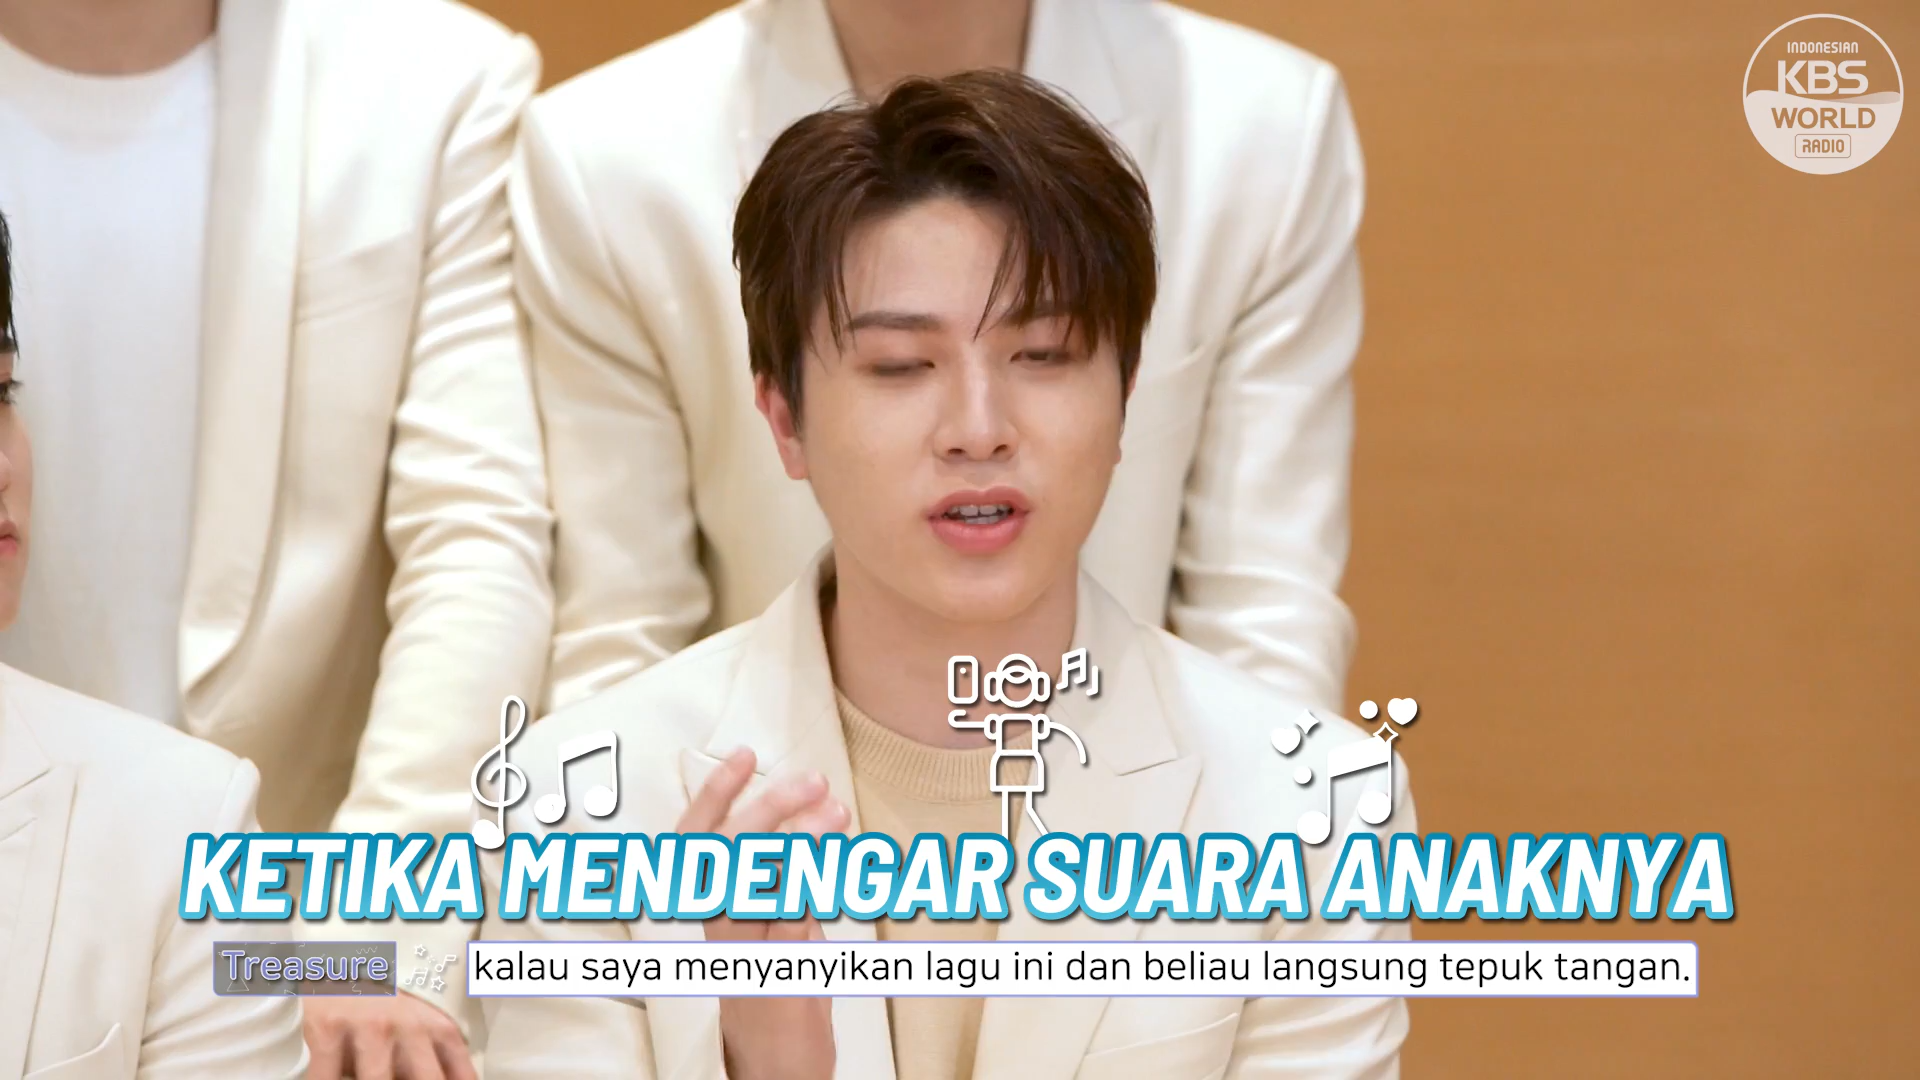 INDONESIAN
KBS
WORLD
RADIO
KETIKA MENDENGAR SUARA ANAKNYA
Treasure
kalau saya menyanyikan lagu ini dan beliau langsung tepuk tangan.